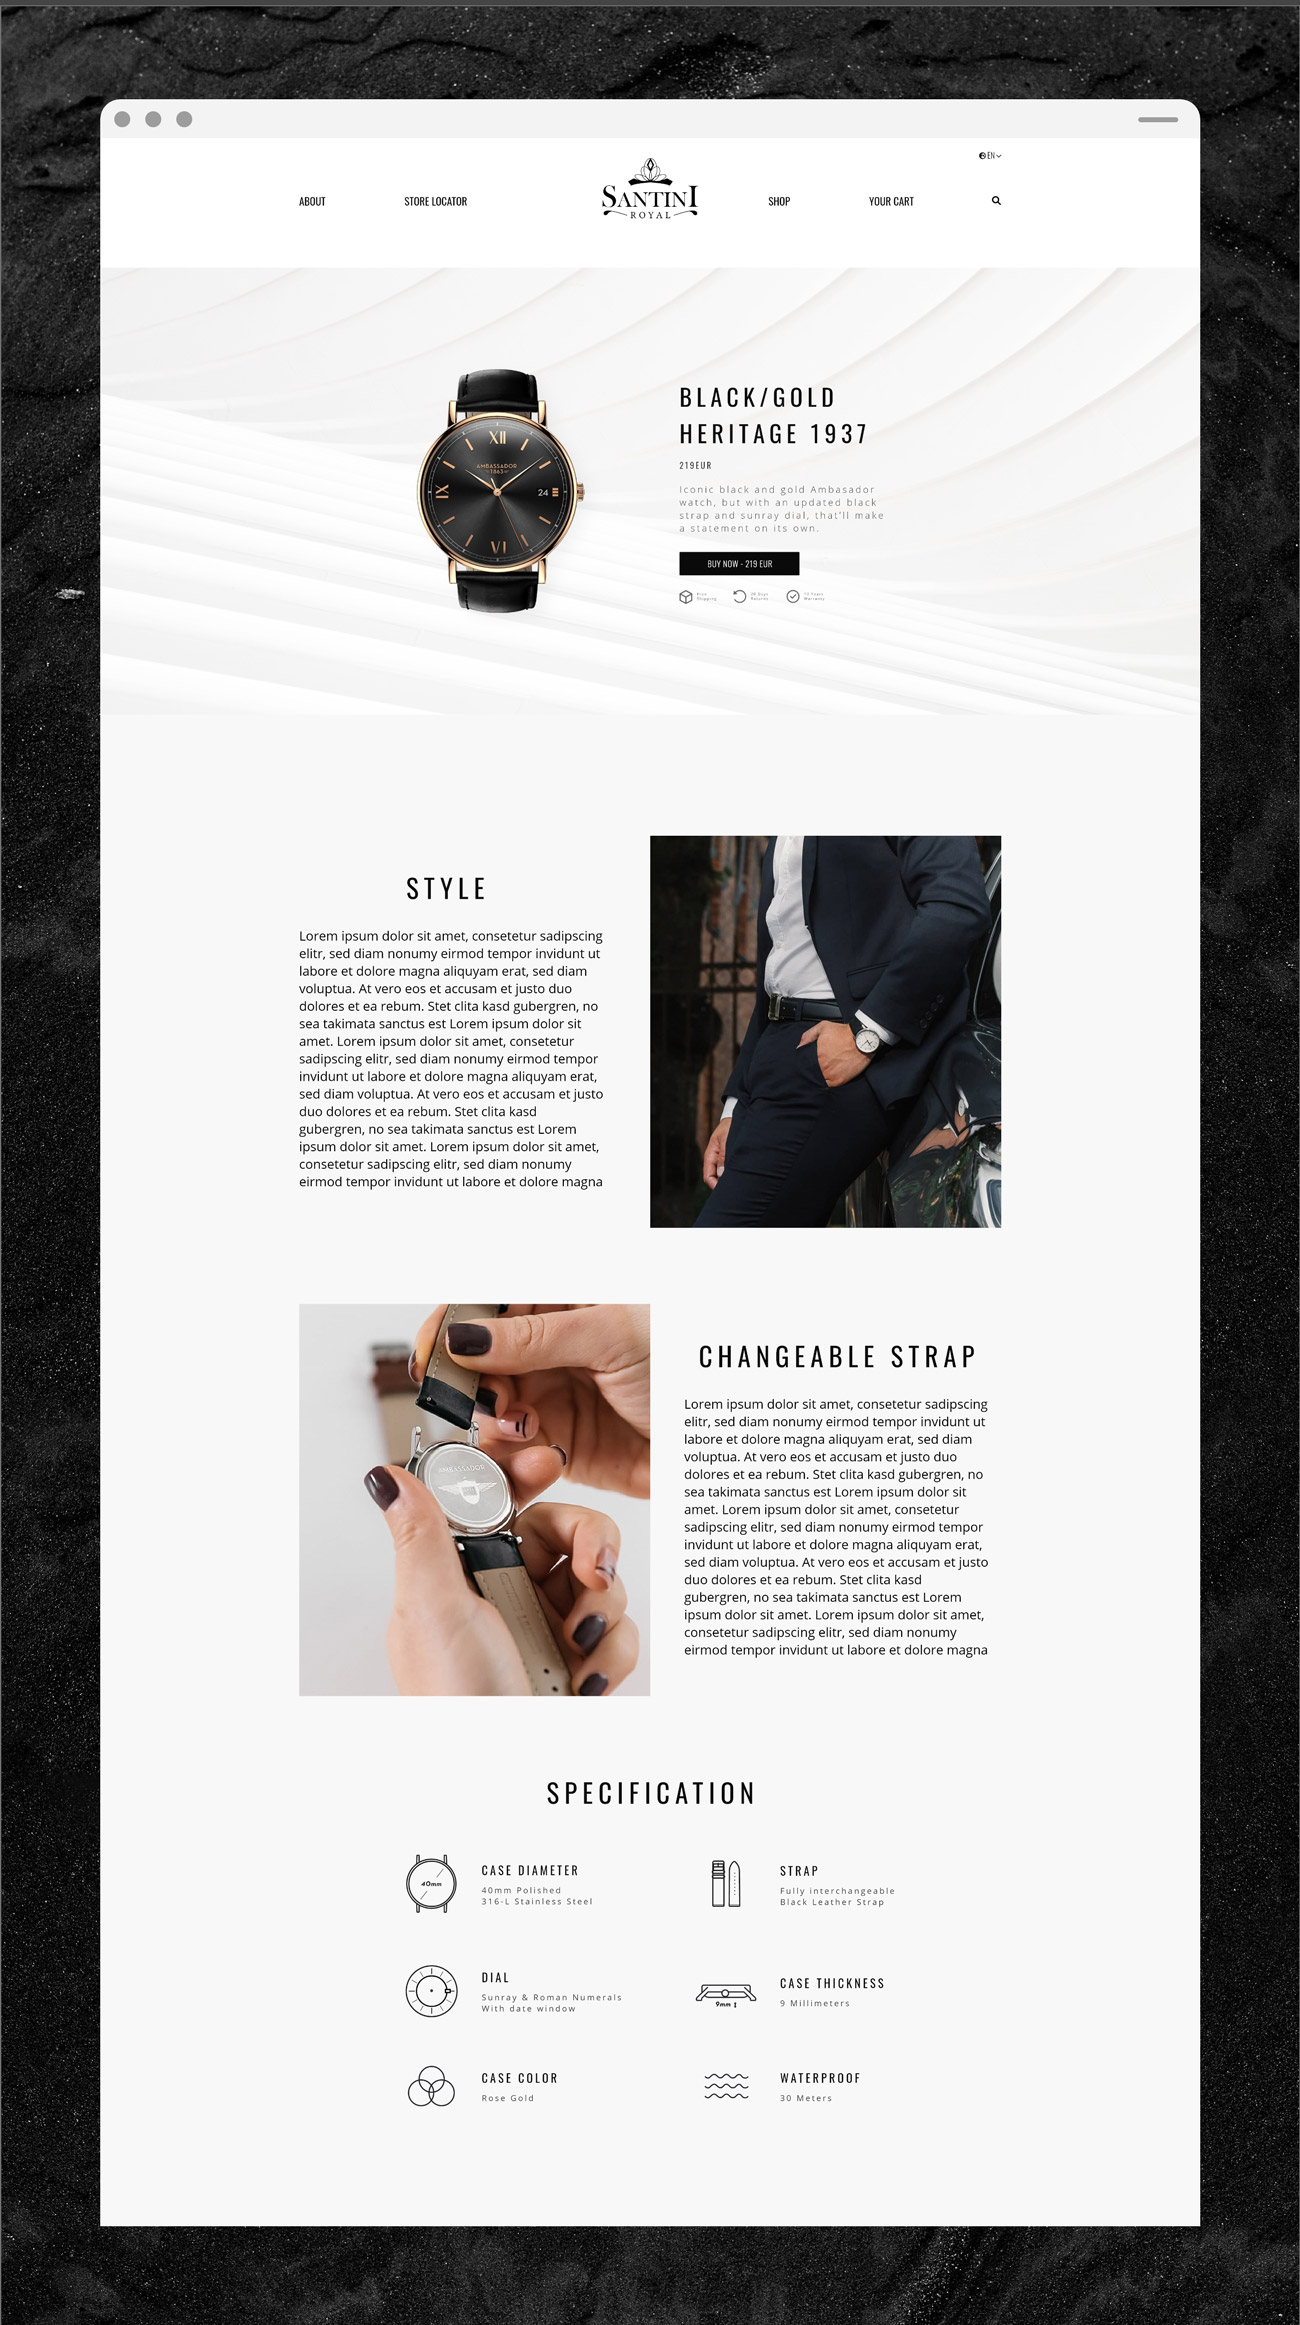 EN
ABOUT
STORE LOCATOR
SANTINI
ROYAL
SHOP
YOUR CART
XII
AMBASSADOR
1863
IX
24
VI
BLACK/GOLD
HERITAGE 1937
219EUR
Iconic black and gold Ambasador
watch, but with an updated black
strap and sunray dial, that'll make
a statement on its own.
BUY NOW - 219 EUR
Free
Shipping
Days
Returns
Years
Warranty
STYLE
Lorem ipsum dolor sit amet, consetetur sadipscing
elitr, sed diam nonumy eirmod tempor invidunt ut
labore et dolore magna aliquyam erat, sed diam
voluptua. At vero eos et accusam et justo duo
dolores et ea rebum. Stet clita kasd gubergren, no
sea takimata sanctus est Lorem ipsum dolor sit
amet. Lorem ipsum dolor sit amet, consetetur
sadipscing elitr, sed diam nonumy eirmod tempor
invidunt ut labore et dolore magna aliquyam erat,
sed diam voluptua. At vero eos et accusam et justo
duo dolores et ea rebum. Stet clita kasd
gubergren, no sea takimata sanctus est Lorem
ipsum dolor sit amet. Lorem ipsum dolor sit amet,
consetetur sadipscing elitr, sed diam nonumy
eirmod tempor invidunt ut labore et dolore magna
AMBASSADOR
CHANGEABLE STRAP
Lorem ipsum dolor sit amet, consetetur sadipscing
elitr, sed diam nonumy eirmod tempor invidunt ut
labore et dolore magna aliquyam erat, sed diam
voluptua. At vero eos et accusam et justo duo
dolores et ea rebum. Stet clita kasd gubergren, no
sea takimata sanctus est Lorem ipsum dolor sit
amet. Lorem ipsum dolor sit amet, consetetur
sadipscing elitr, sed diam nonumy eirmod tempor
invidunt ut labore et dolore magna aliquyam erat,
sed diam voluptua. At vero eos et accusam et justo
duo dolores et ea rebum. Stet clita kasd
gubergren, no sea takimata sanctus est Lorem
ipsum dolor sit amet. Lorem ipsum dolor sit amet,
consetetur sadipscing elitr, sed diam nonumy
eirmod tempor invidunt ut labore et dolore magna
SPECIFICATION
40mm
CASE DIAMETER
40mm Polished
316-L Stainless Steel
STRAP
Fully interchangeable
Black Leather Strap
DIAL
Sunray & Roman Numerals
With date window
9mm
CASE THICKNESS
9 Millimeters
CASE COLOR
Rose Gold
WATERPROOF
30 Meters